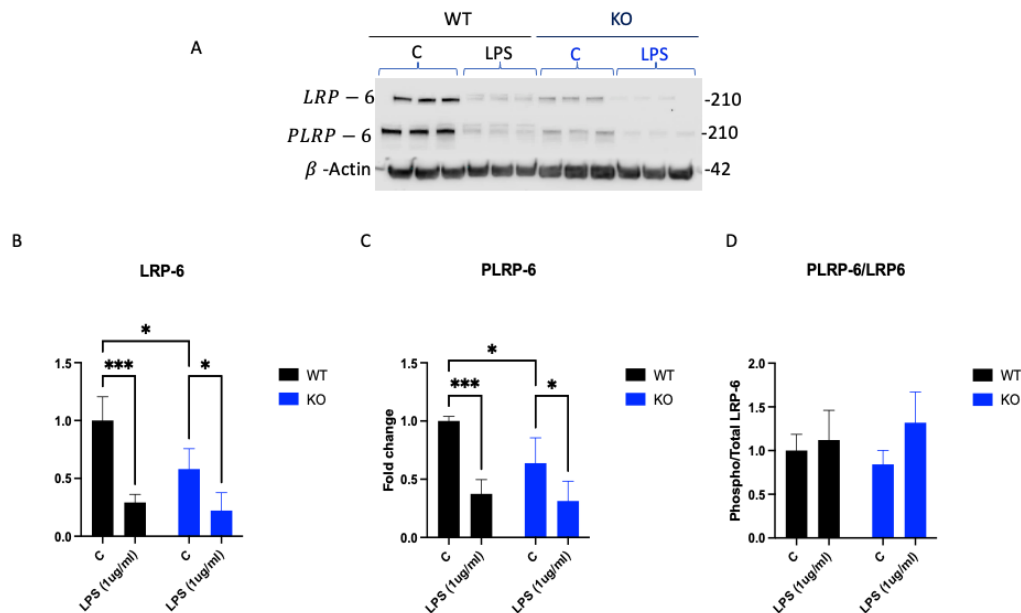 WT KO
A
C LPS C LPS
LRP − 6 -210
PLRP − 6 -210
β -Actin -42
B
LRP-6
* *** *
1.5
1.0
0.5
0.0
C
LPS (1ug/ml)
C
LPS (1ug/ml)
WT
KO
C
PLRP-6
* *** *
Fold change
1.5
1.0
0.5
0.0
C
LPS (1ug/ml)
C
LPS (1ug/ml)
WT
KO
D
PLRP-6/LRP6
Phospho/Total LRP-6
2.0
1.5
1.0
0.5
0.0
C
LPS (1ug/ml)
C
LPS (1ug/ml)
WT
KO